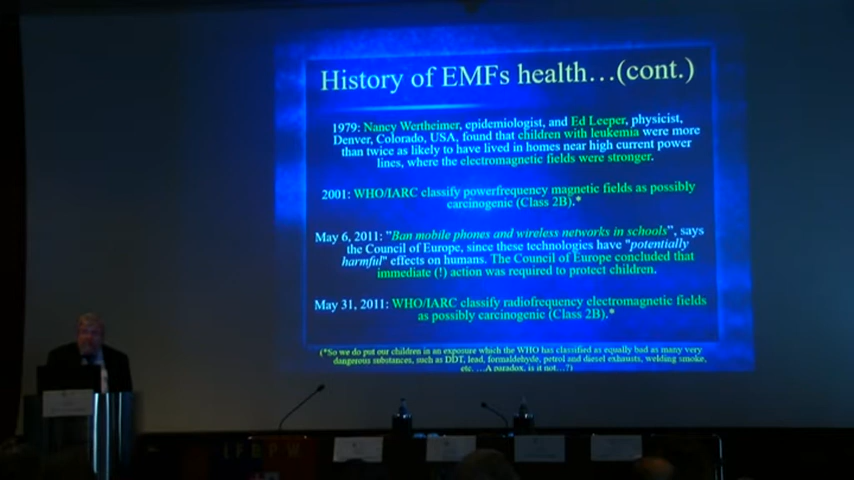 History of EMFs health…(cont.)
1979: Nancy Wertheimer, epidemiologist, and Ed Leeper, physicist,
Denver, Colorado, USA, found that children with leukemia were more
than twice as likely to have lived in homes near high current power
lines, where the electromagnetic fields were stronger.
2001: WHO/IARC classify powerfrequency magnetic fields as possibly
carcinogenic (Class 2B).*
May 6, 2011: "Ban mobile phones and wireless networks in schools", says
the Council of Europe, since these technologies have "potentially
harmful" effects on humans. The Council of Europe concluded that
immediate (!) action was required to protect children.
May 31, 2011: WHO/IARC classify radiofrequency electromagnetic fields
as possibly carcinogenic (Class 2B).*
(*So we do put our children in an exposure which the WHO has classified as equally bad as many very
dangerous substances, such as DDT, lead, formaldehyde, petrol and diesel exhausts, welding smoke,
etc. …A paradox, is it not…?)